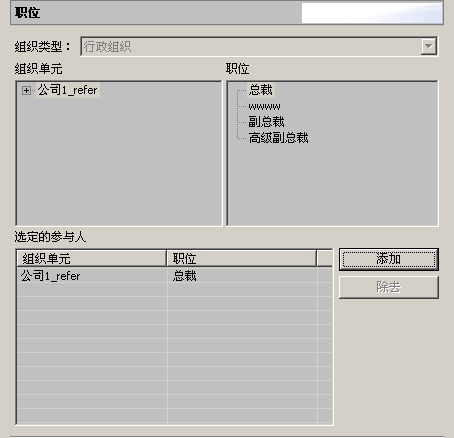 职位
组织类型： 行政组织
组织单元 职位
公司1_refer
总裁
wwww
副总裁
高级副总裁
选定的参与人
组织单元 职位
公司1_refer 总裁
添加
除去